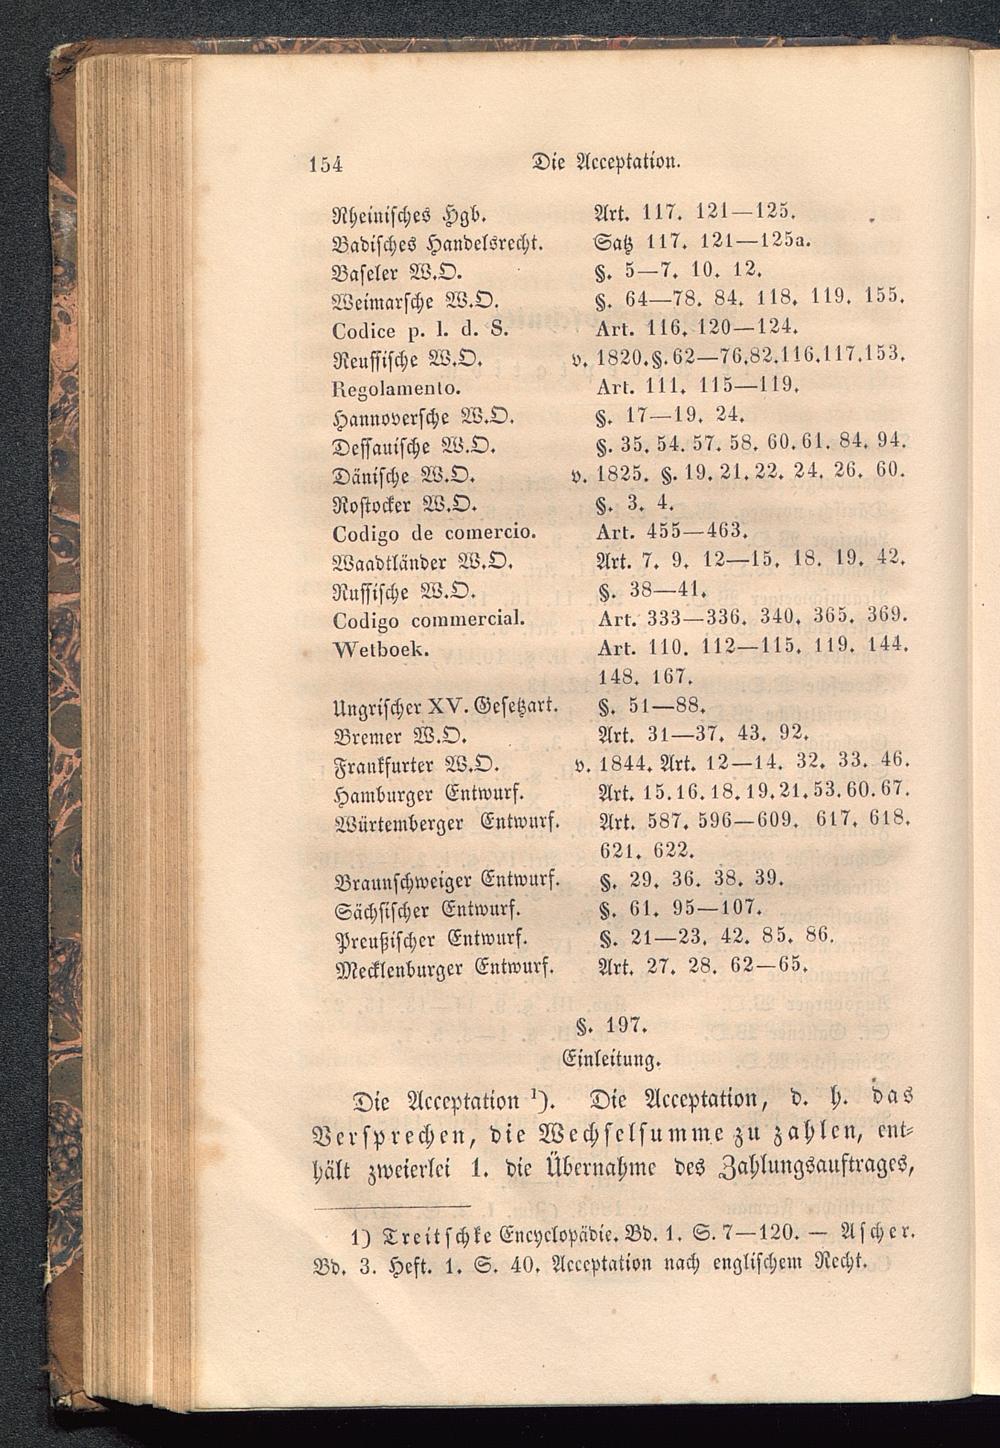 154 Die Acceptation.
Rheinisches Hgb. Art. 117. 121—125.
Badisches Handelsrecht. Satz 117. 121—125a.
Baseler W.O. §. 5—7. 10. 12.
Weimarsche W.O. §. 64—78. 84. 118. 119. 155.
Codice p. l. d. S. Art. 116. 120—124.
Reussische W.O. v. 1820. §. 62—76.82.116.117.153.
Regolamento. Art. 111. 115—119.
Hannoversche W.O. §. 17—19. 24.
Dessauische W.O. §. 35. 54. 57. 58. 60. 61. 84. 94.
Dänische W.O. v. 1825. §. 19. 21. 22. 24. 26. 60.
Rostocker W.O. §. 3. 4.
Codigo de comercio. Art. 455—463.
Waadtländer W.O. Art. 7. 9. 12—15. 18. 19. 42.
Russische W.O. §. 38—41.
Codigo commercial. Art. 333—336. 340. 365. 369.
Wetboek. Art. 110. 112—115. 119. 144.
148. 167.
Ungrischer XV. Gesetzart. §. 51—88.
Bremer W.O. Art. 31—37. 43. 92.
Frankfurter W.O. v. 1844. Art. 12—14. 32. 33. 46.
Hamburger Entwurf. Art. 15. 16. 18. 19. 21. 53. 60. 67.
Würtemberger Entwurf. Art. 587. 596—609. 617. 618.
621. 622.
Braunschweiger Entwurf. §. 29. 36. 38. 39.
Sächsischer Entwurf. §. 61. 95—107.
Preußischer Entwurf. §. 21—23. 42. 85. 86.
Mecklenburger Entwurf. Art. 27. 28. 62—65.
§. 197.
Einleitung.
Die Acceptation ¹). Die Acceptation, d. h. das
Versprechen, die Wechselsumme zu zahlen, ent-
hält zweierlei 1. die Übernahme des Zahlungsauftrages,
1) Treitschke Encyclopädie. Bd. 1. S. 7—120. — Ascher.
Bd. 3. Heft. 1. S. 40. Acceptation nach englischem Recht.